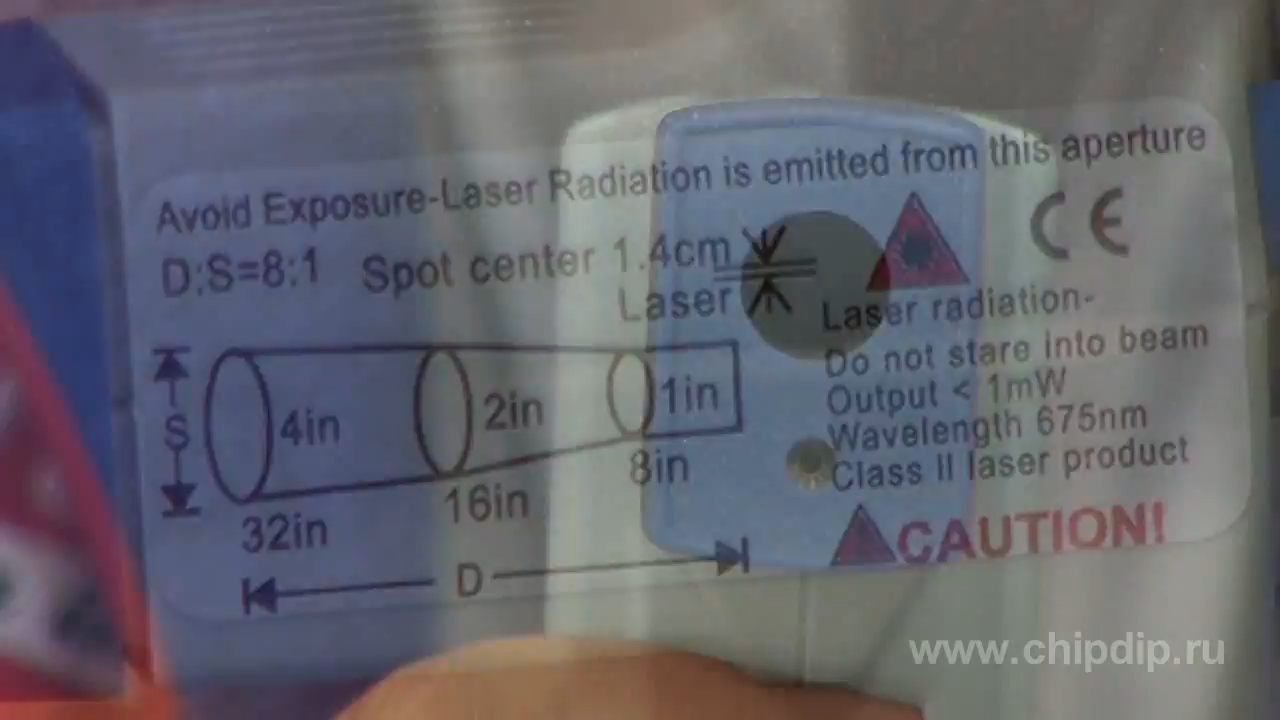 Avoid Exposure-Laser Radiation is emitted from this aperture
D:S=8:1 Spot center 1.4cm
Laser
CE
Laser radiation-
Do not stare into beam
Output < 1mW
Wavelength 675nm
Class II laser product
CAUTION!
S
4in
2in
1in
32in
16in
8in
D
www.chipdip.ru